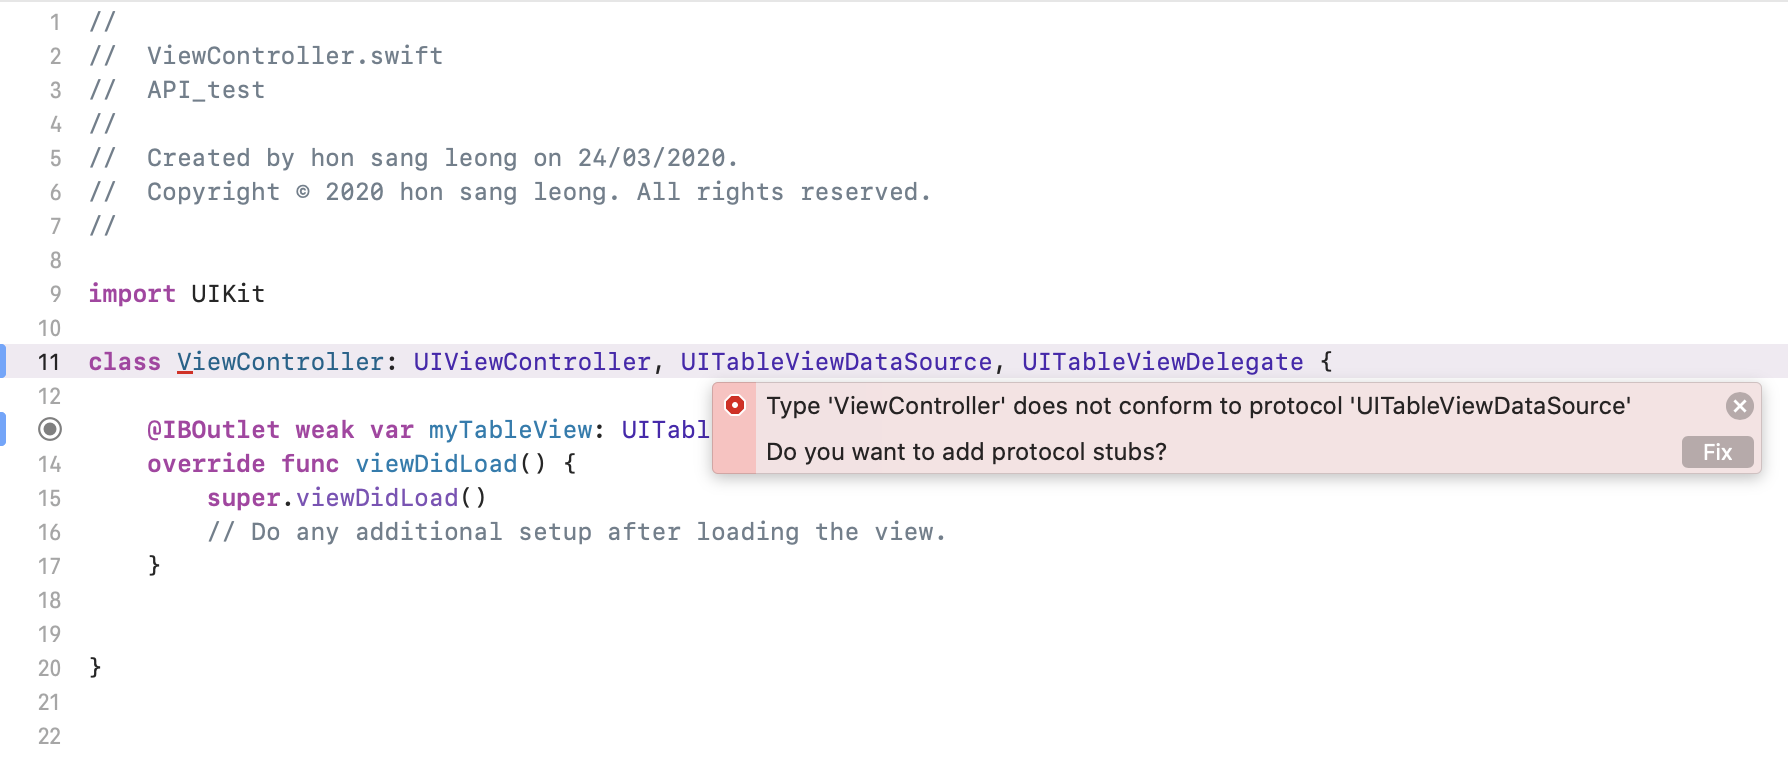 1 //
2 //  ViewController.swift
3 //  API_test
4 //
5 //  Created by hon sang leong on 24/03/2020.
6 //  Copyright © 2020 hon sang leong. All rights reserved.
7 //
8
9 import UIKit
10
11 class ViewController: UIViewController, UITableViewDataSource, UITableViewDelegate {
12
Type 'ViewController' does not conform to protocol 'UITableViewDataSource'
@IBOutlet weak var myTableView: UITabl
Do you want to add protocol stubs? Fix
14 override func viewDidLoad() {
15 super.viewDidLoad()
16 // Do any additional setup after loading the view.
17 }
18
19
20 }
21
22